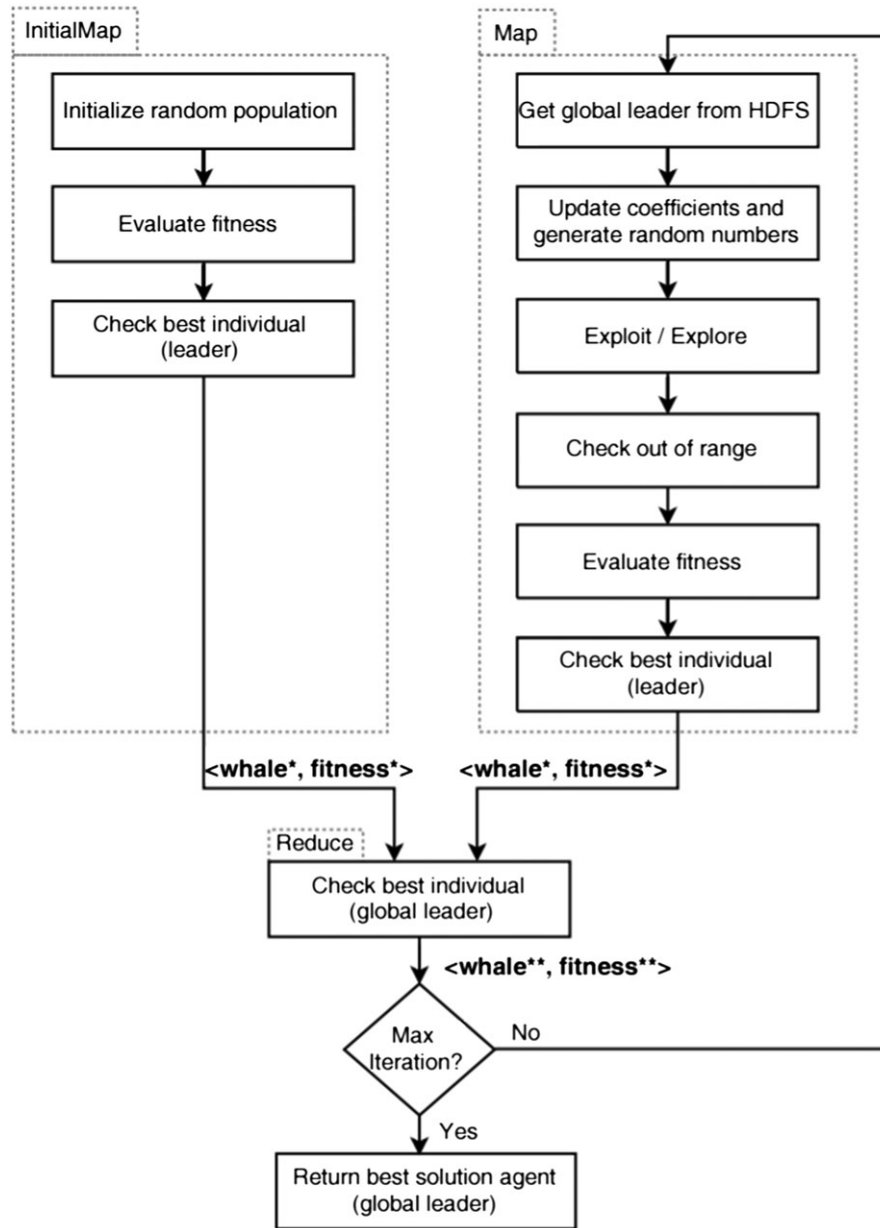 InitialMap
Initialize random population
Evaluate fitness
Check best individual
(leader)
Map
Get global leader from HDFS
Update coefficients and
generate random numbers
Exploit / Explore
Check out of range
Evaluate fitness
Check best individual
(leader)
<whale*, fitness*>
<whale*, fitness*>
Reduce
Check best individual
(global leader)
<whale**, fitness**>
Max
Iteration?
No
Yes
Return best solution agent
(global leader)